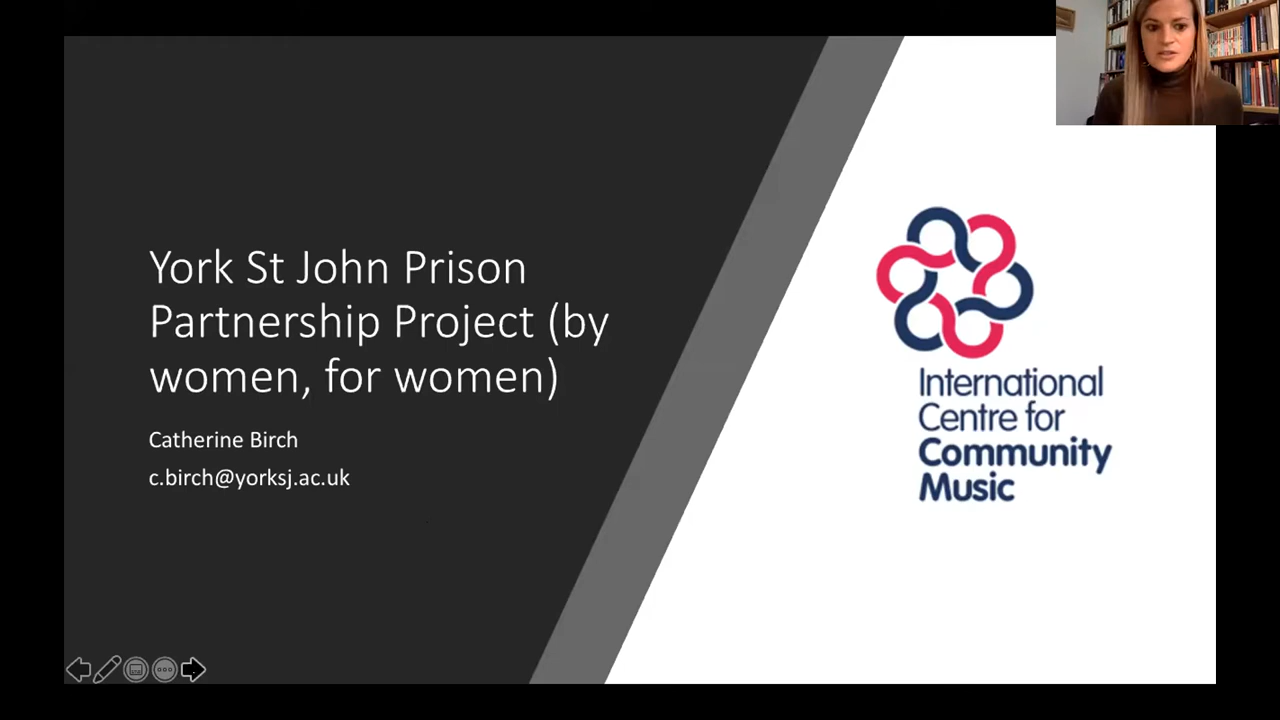 York St John Prison
Partnership Project (by
women, for women)
Catherine Birch
c.birch@yorksj.ac.uk
International
Centre for
Community
Music